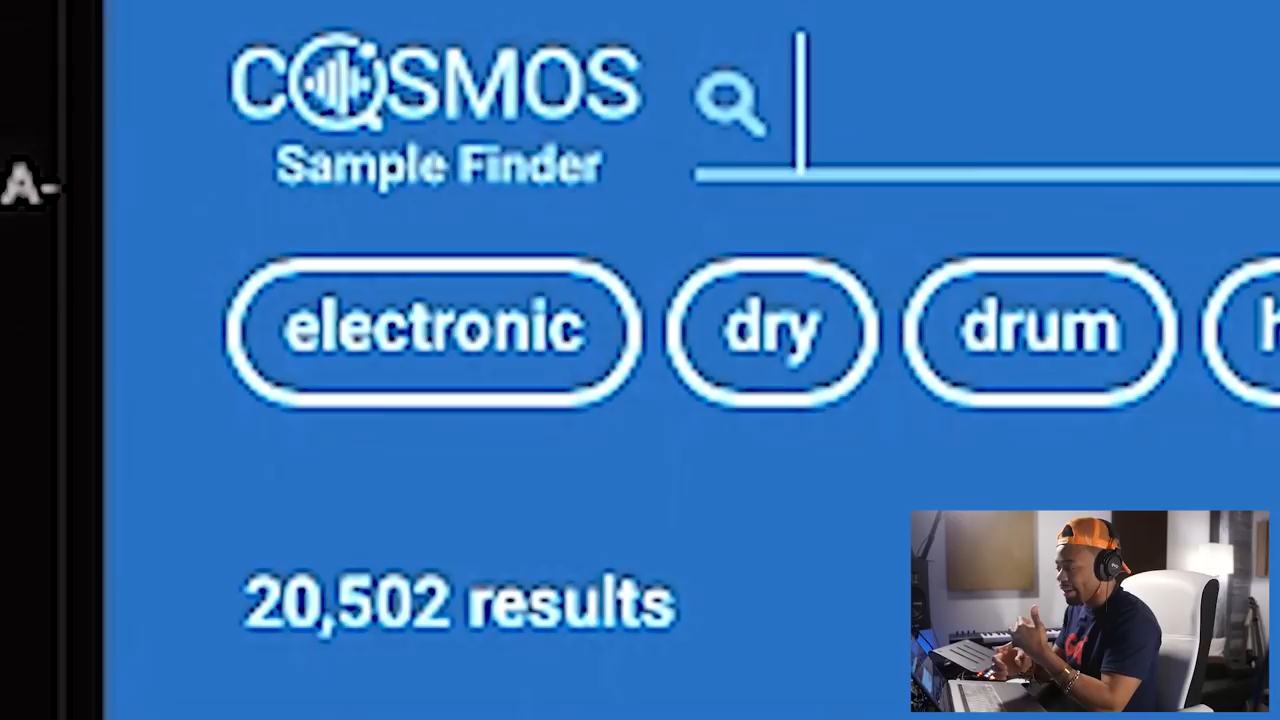 COSMOS
Sample Finder
A-
electronic
dry
drum
20,502 results